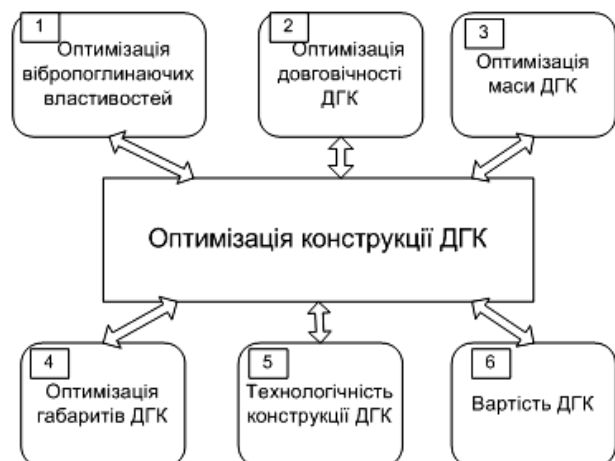 1
Оптимізація
вібропоглинаючих
властивостей
2
Оптимізація
довговічності
ДГК
3
Оптимізація
маси ДГК
Оптимізація конструкції ДГК
4
Оптимізація
габаритів ДГК
5
Технологічність
конструкції ДГК
6
Вартість ДГК